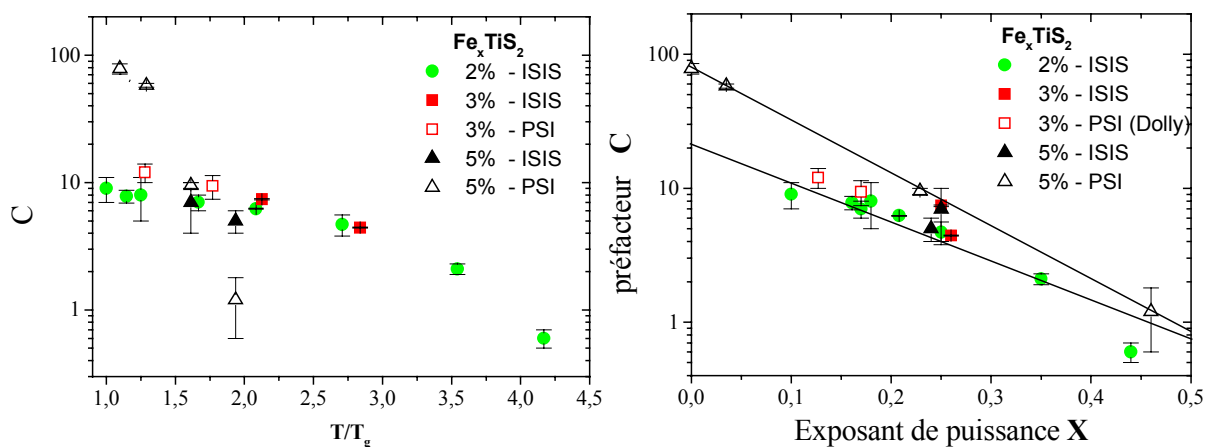 Fe_xTiS_2
2% - ISIS
3% - ISIS
3% - PSI
5% - ISIS
5% - PSI
100
10
1
C
1,0 1,5 2,0 2,5 3,0 3,5 4,0 4,5
T/T_g
Fe_xTiS_2
2% - ISIS
3% - ISIS
3% - PSI (Dolly)
5% - ISIS
5% - PSI
100
10
1
préfacteur C
0,0 0,1 0,2 0,3 0,4 0,5
Exposant de puissance X